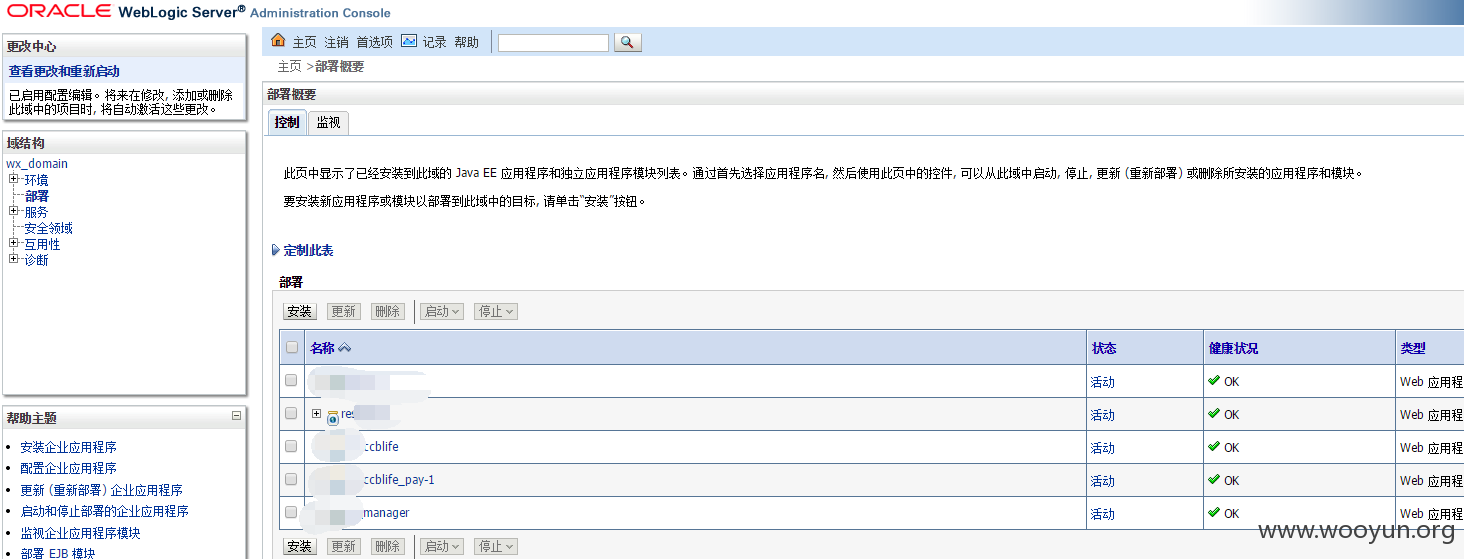 ORACLE WebLogic Server® Administration Console
更改中心
查看更改和重新启动
已启用配置编辑。将来在修改, 添加或删除
此域中的项目时, 将自动激活这些更改。
域结构
wx_domain
环境
部署
服务
安全领域
互用性
诊断
帮助主题
安装企业应用程序
配置企业应用程序
更新 (重新部署) 企业应用程序
启动和停止部署的企业应用程序
监视企业应用程序模块
部署 EJB 模块
主页 注销 首选项 记录 帮助
主页 >部署概要
部署概要
控制 监视
此页中显示了已经安装到此域的 Java EE 应用程序和独立应用程序模块列表。通过首先选择应用程序名, 然后使用此页中的控件, 可以从此域中启动, 停止, 更新 (重新部署) 或删除所安装的应用程序和模块。
要安装新应用程序或模块以部署到此域中的目标, 请单击"安装"按钮。
定制此表
部署
安装 更新 删除 启动 停止
名称 状态 健康状况 类型
活动 OK Web 应用程
res 活动 OK Web 应用程
ccblife 活动 OK Web 应用程
ccblife_pay-1 活动 OK Web 应用程
_manager 活动 OK Web 应用程
安装 更新 删除 启动 停止
www.wooyun.org